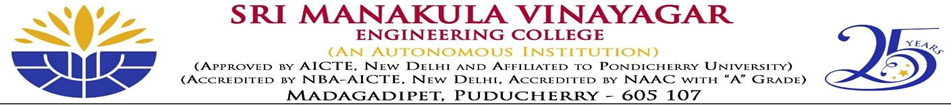 SRI MANAKULA VINAYAGAR
ENGINEERING COLLEGE
(AN AUTONOMOUS INSTITUTION)
(APPROVED BY AICTE, NEW DELHI AND AFFILIATED TO PONDICHERRY UNIVERSITY)
(ACCREDITED BY NBA-AICTE, NEW DELHI, ACCREDITED BY NAAC WITH “A” GRADE)
MADAGADIPET, PUDUCHERRY - 605 107
25 YEARS